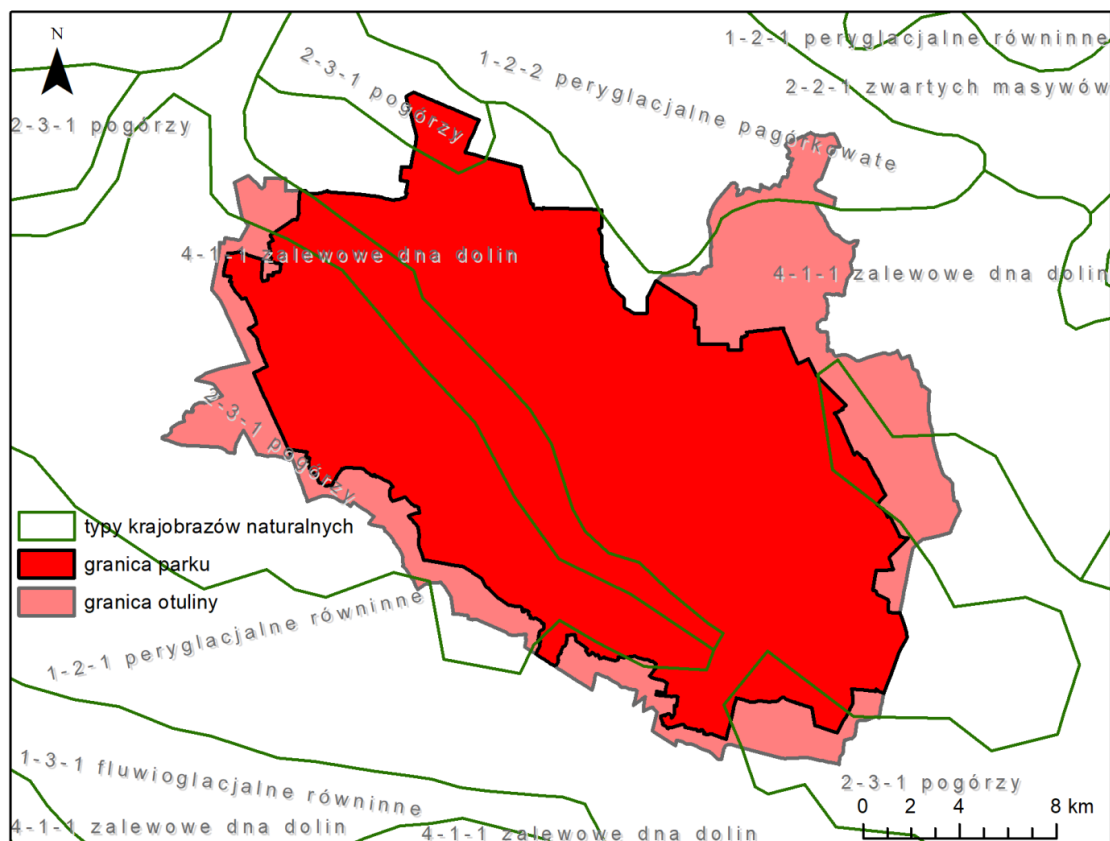 N
1-2-1 peryglacjalne równinne
2-3-1 pogórzy
1-2-2 peryglacjalne pagórkowate
2-2-1 zwartych masywów
2-3-1 pogórzy
4-1-1 zalewowe dna dolin
4-1-1 zalewowe dna dolin
2-3-1 pogórzy
typy krajobrazów naturalnych
granica parku
granica otuliny
1-2-1 peryglacjalne równinne
1-3-1 fluwioglacjalne równinne
2-3-1 pogórzy
0 2 4 8 km
4-1-1 zalewowe dna dolin
4-1-1 zalewowe dna dolin